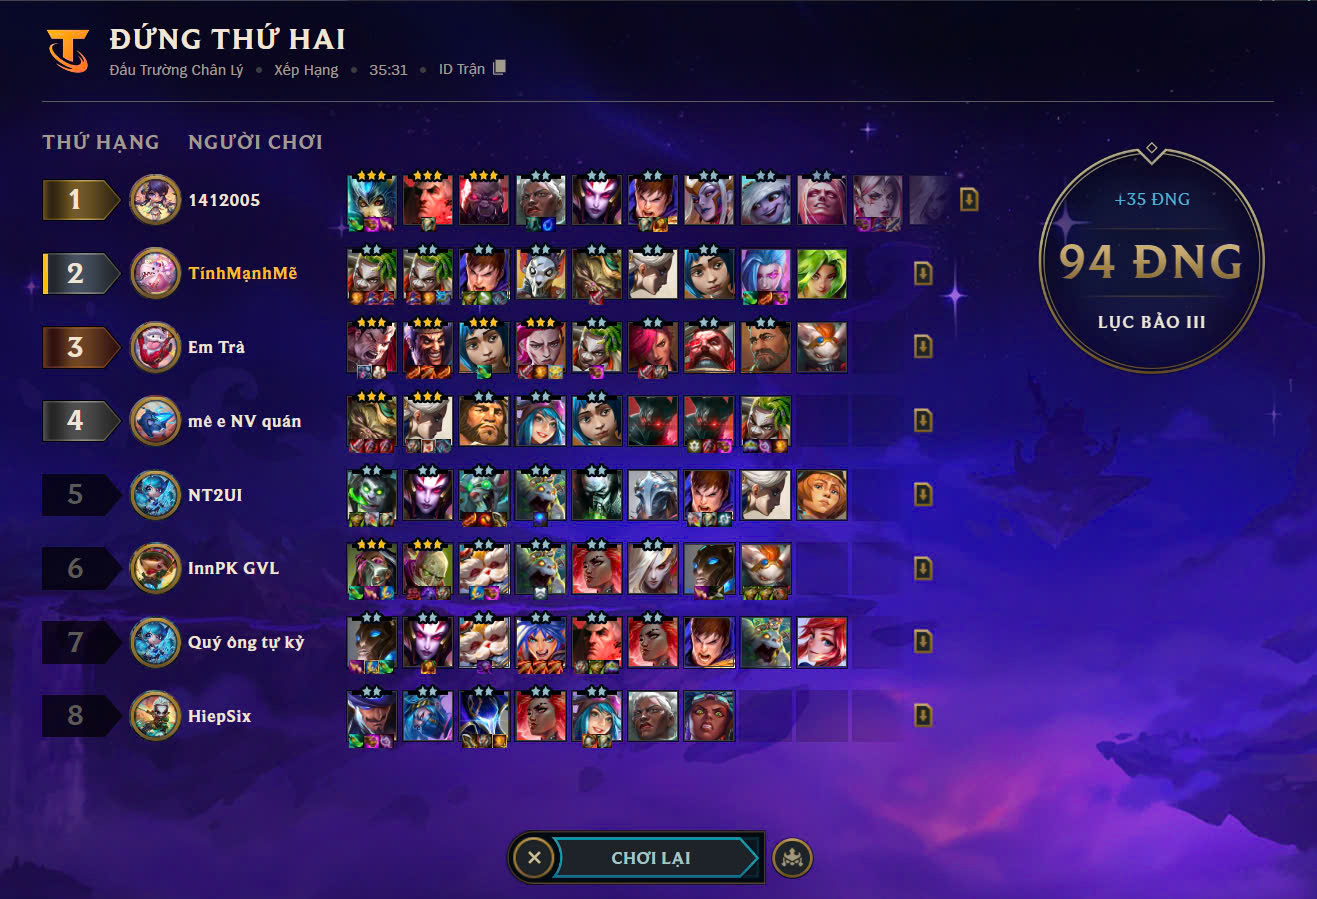 ĐỨNG THỨ HAI
Đấu Trường Chân Lý • Xếp Hạng • 35:31 • ID Trận
THỨ HẠNG NGƯỜI CHƠI
1 1412005
2 TínhMạnhMẽ
3 Em Trà
4 mê e NV quán
5 NT2UI
6 InnPK GVL
7 Quý ông tự kỷ
8 HiepSix
+35 ĐNG
94 ĐNG
LỤC BẢO III
CHƠI LẠI